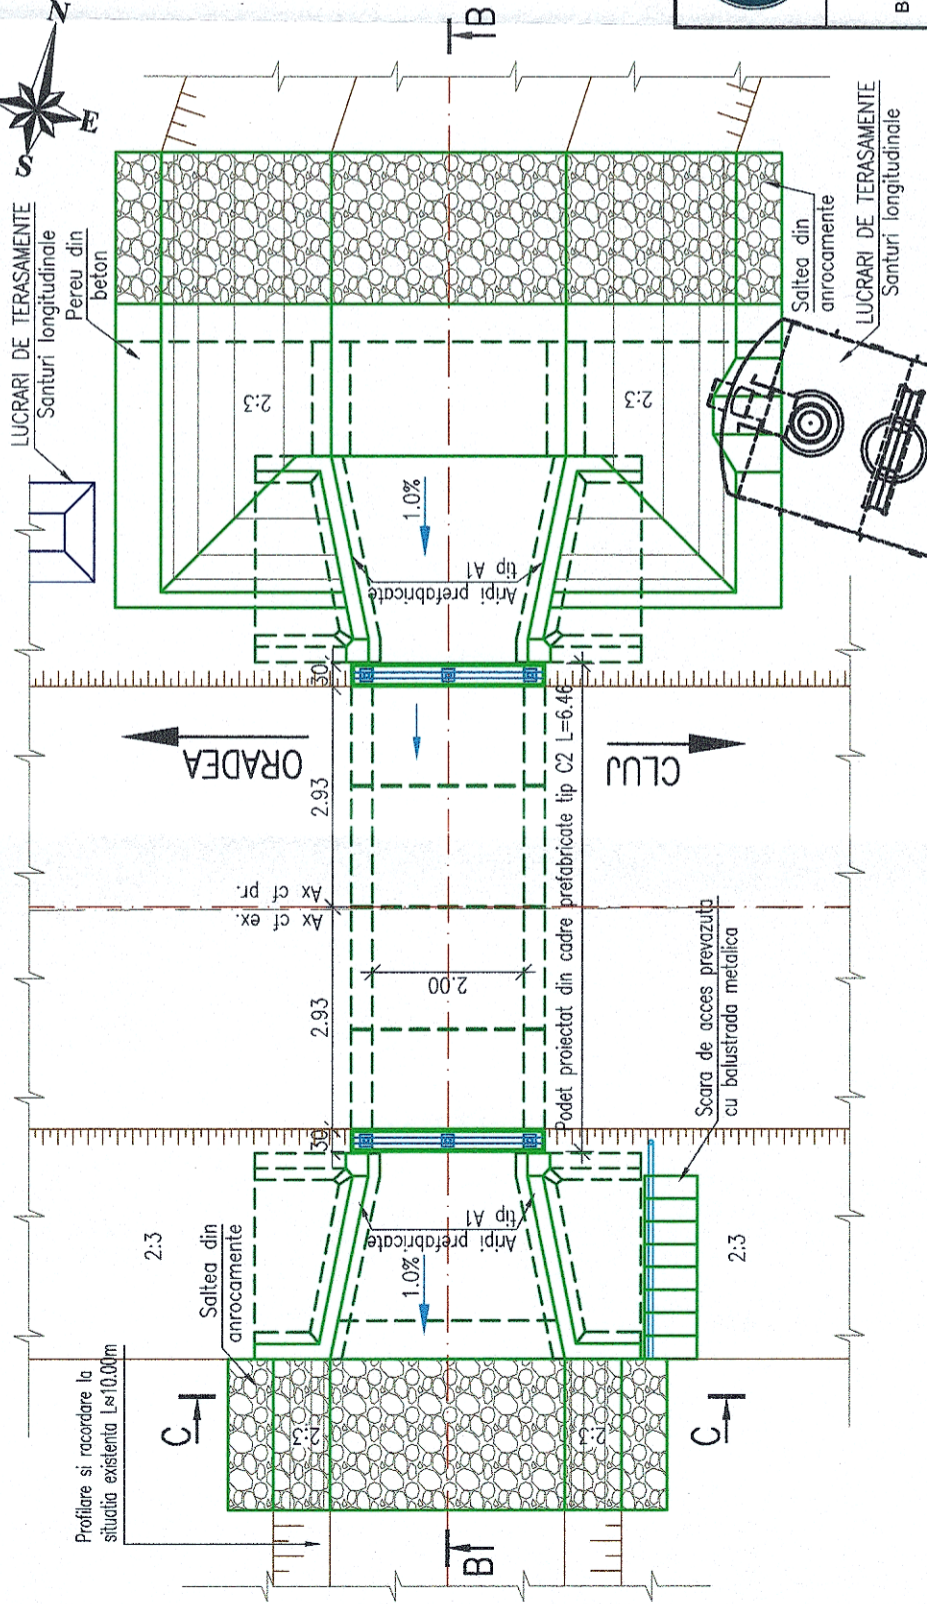 N
E
S
B
B
LUCRARI DE TERASAMENTE
Santuri longitudinale
Pereu din
beton
2:3
2:3
Saltea din
anrocamente
LUCRARI DE TERASAMENTE
Santuri longitudinale
1.0%
Aripi prefabricate
tip A1
30
ORADEA
CLUJ
2.93
Ax cf pr.
Ax cf ex.
2.93
2.00
Podet proiectat din cadre prefabricate tip C2 L=6.46
Scara de acces prevazuta
cu balustrada metalica
30
2:3
2:3
Aripi prefabricate
tip A1
1.0%
Saltea din
anrocamente
Profilare si racordare la
situatia existenta L≈10.00m
C
C
2:3
2:3
B